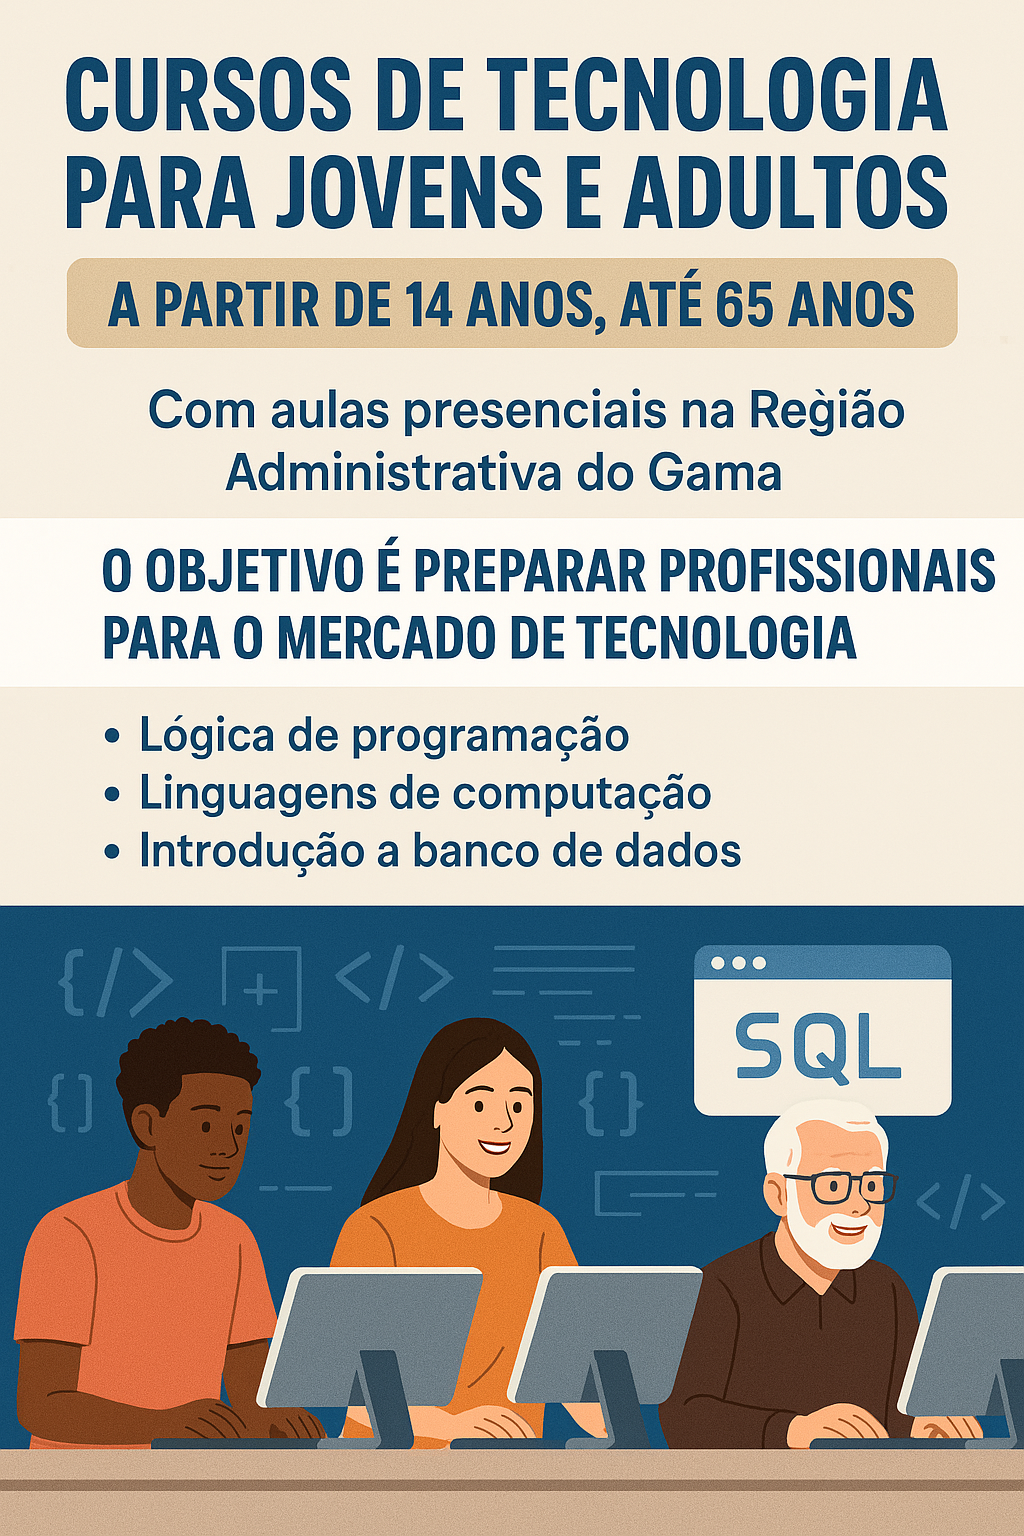 CURSOS DE TECNOLOGIA
PARA JOVENS E ADULTOS
A PARTIR DE 14 ANOS, ATÉ 65 ANOS
Com aulas presenciais na Reg̀ião
Administrativa do Gama
O OBJETIVO É PREPARAR PROFISSIONAIS
PARA O MERCADO DE TECNOLOGIA
• Lógica de programação
• Linguagens de computação
• Introdução a banco de dados
{/> + </>
SQL
{} {} {}
</>